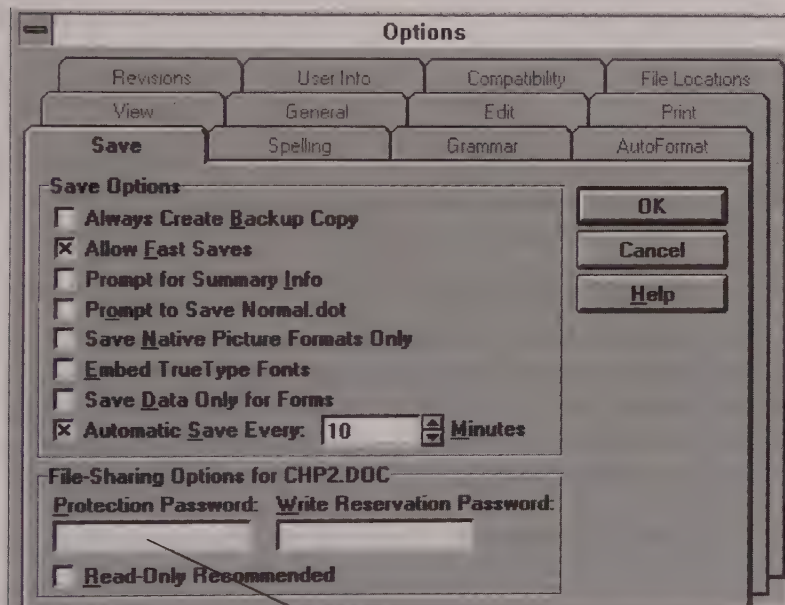 Options
Revisions User Info Compatibility File Locations
View General Edit Print
Save Spelling Grammar AutoFormat
Save Options
Always Create Backup Copy
Allow Fast Saves
Prompt for Summary Info
Prompt to Save Normal.dot
Save Native Picture Formats Only
Embed TrueType Fonts
Save Data Only for Forms
Automatic Save Every: 10 Minutes
OK
Cancel
Help
File-Sharing Options for CHP2.DOC
Protection Password: Write Reservation Password:
Read-Only Recommended